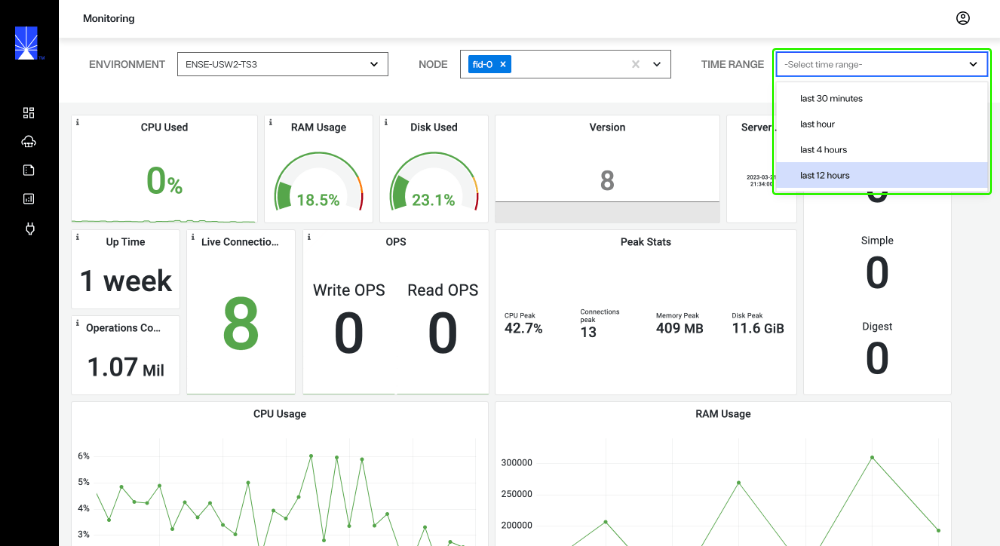 Monitoring
ENVIRONMENT
ENSE-USW2-TS3
NODE
fid-0 ×
TIME RANGE
-Select time range-
last 30 minutes
last hour
last 4 hours
last 12 hours
CPU Used
0%
RAM Usage
18.5%
Disk Used
23.1%
Version
8
Server...
21:34:06
0
Simple
0
Digest
0
Up Time
1 week
Operations Co...
1.07 Mil
Live Connectio...
8
OPS
Write OPS
0
Read OPS
0
Peak Stats
CPU Peak
42.7%
Connections
peak
13
Memory Peak
409 MB
Disk Peak
11.6 GiB
CPU Usage
6%
5%
4%
3%
RAM Usage
300000
250000
200000